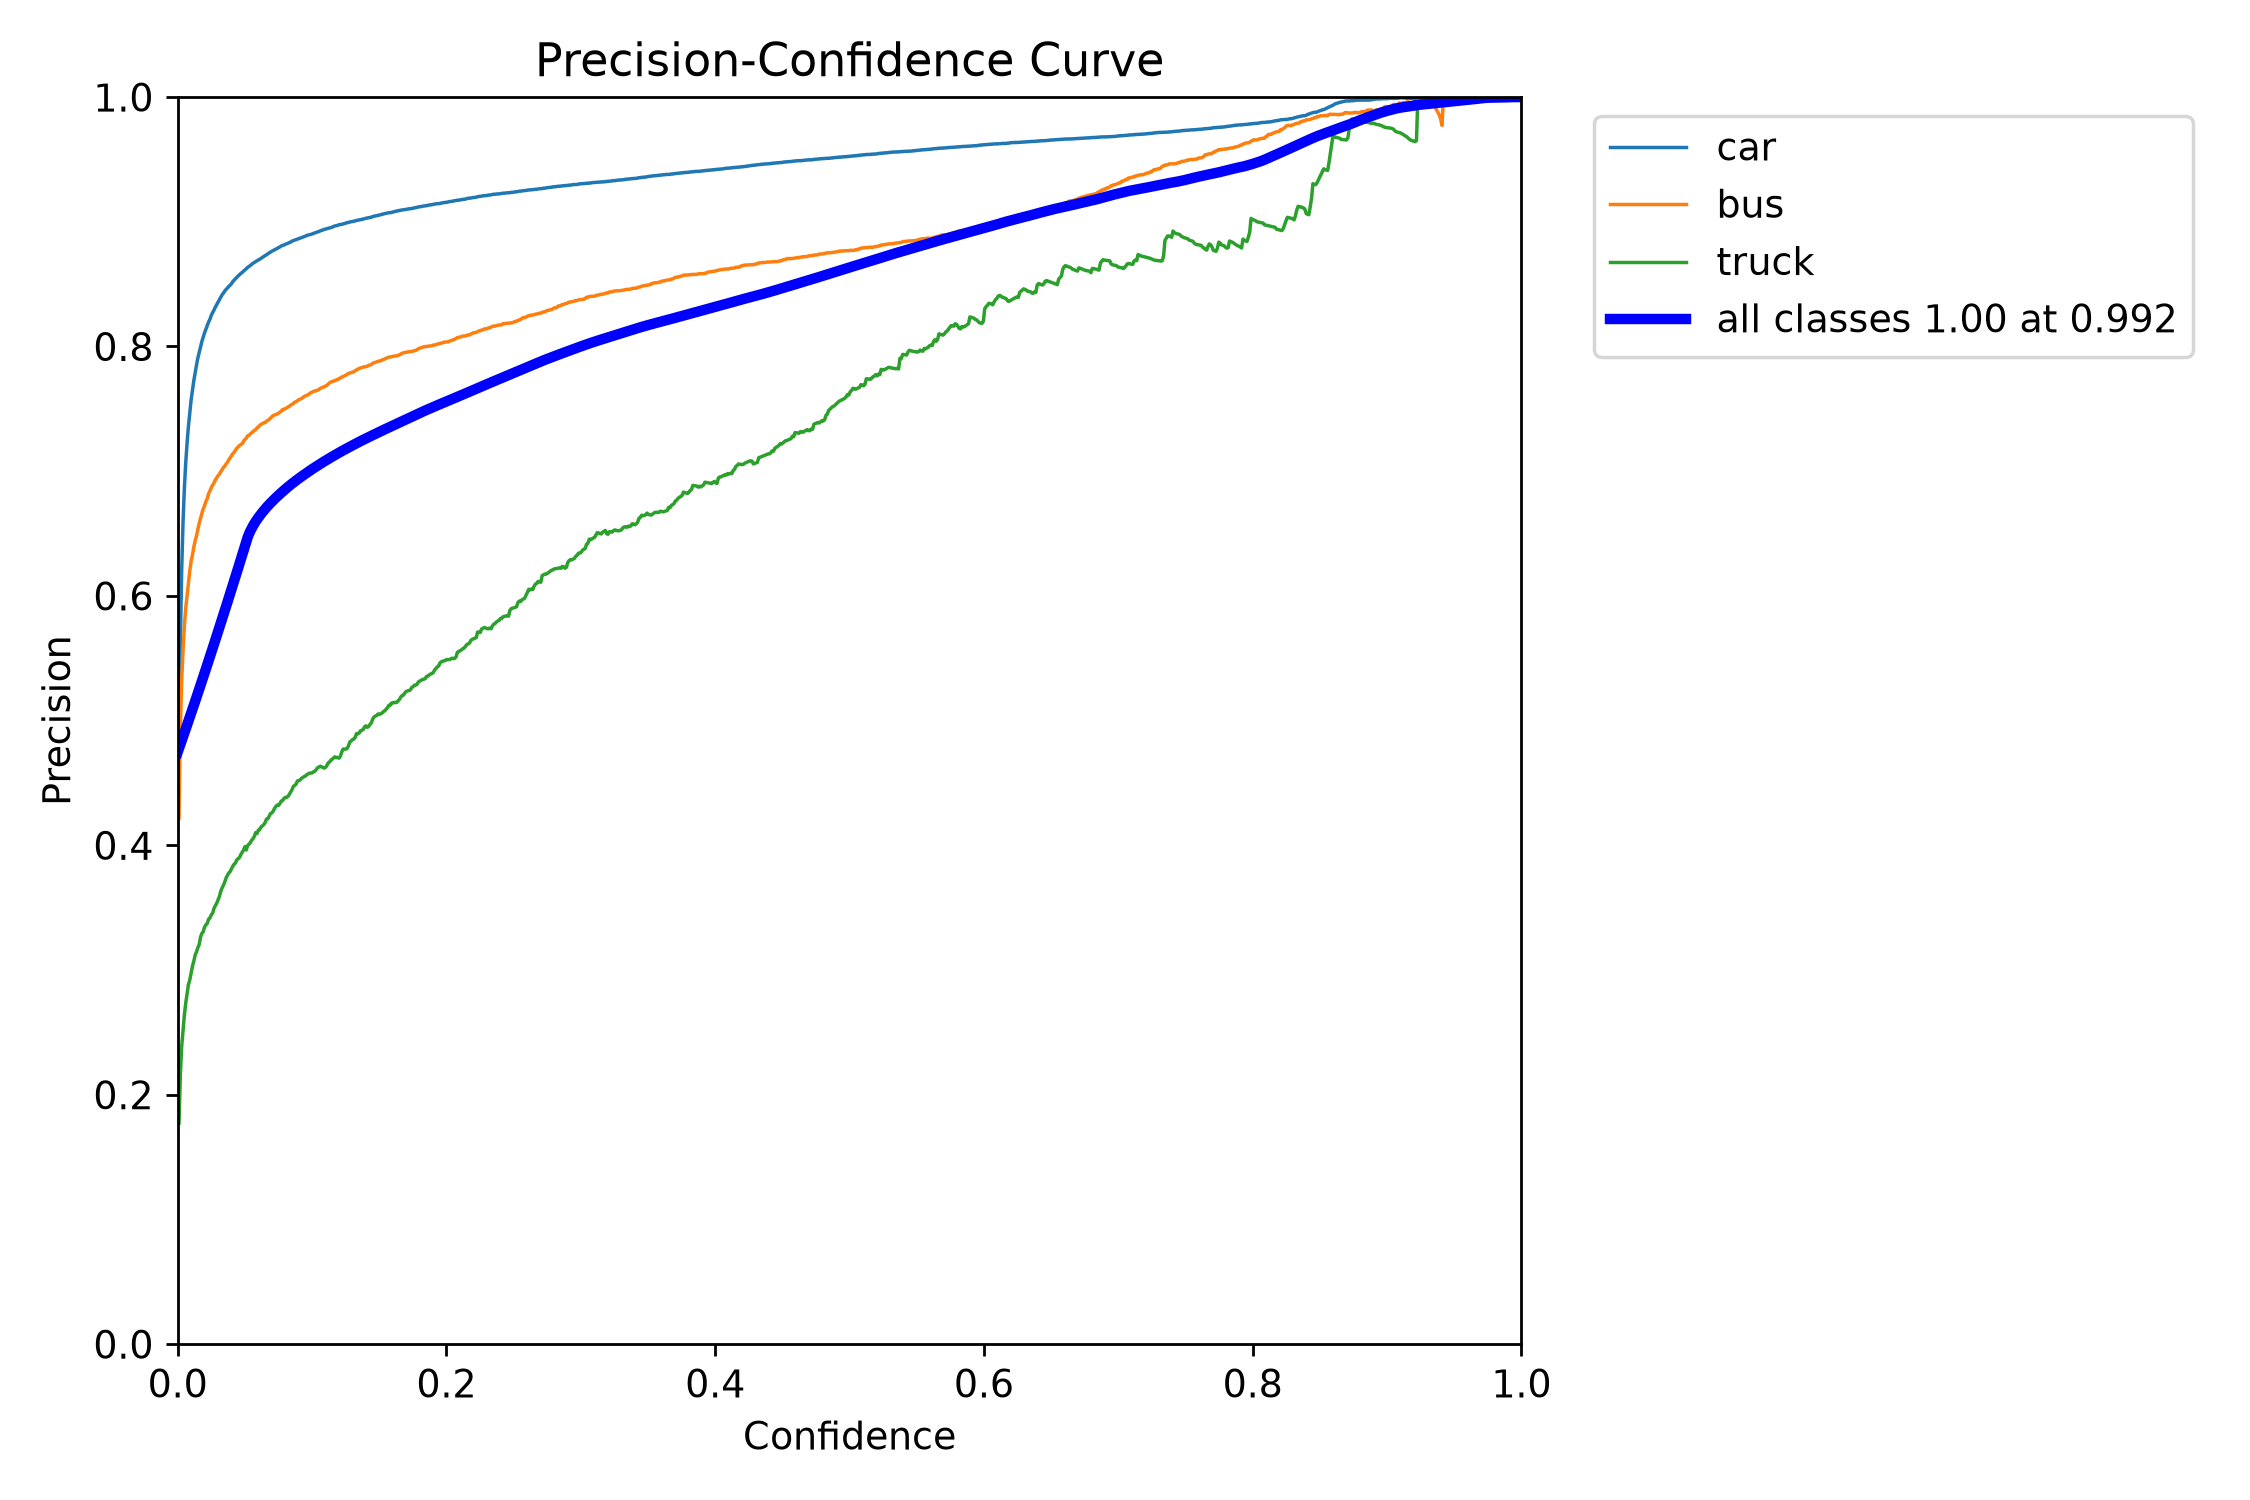 Precision-Confidence Curve
1.0
0.8
0.6
0.4
0.2
0.0
Precision
0.0 0.2 0.4 0.6 0.8 1.0
Confidence
car
bus
truck
all classes 1.00 at 0.992